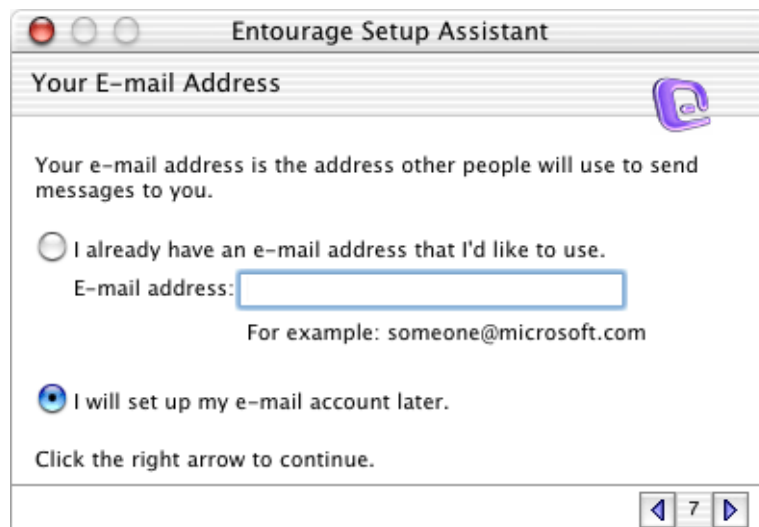 Entourage Setup Assistant
Your E-mail Address
Your e-mail address is the address other people will use to send
messages to you.
I already have an e-mail address that I'd like to use.
E-mail address:
For example: someone@microsoft.com
I will set up my e-mail account later.
Click the right arrow to continue.
7